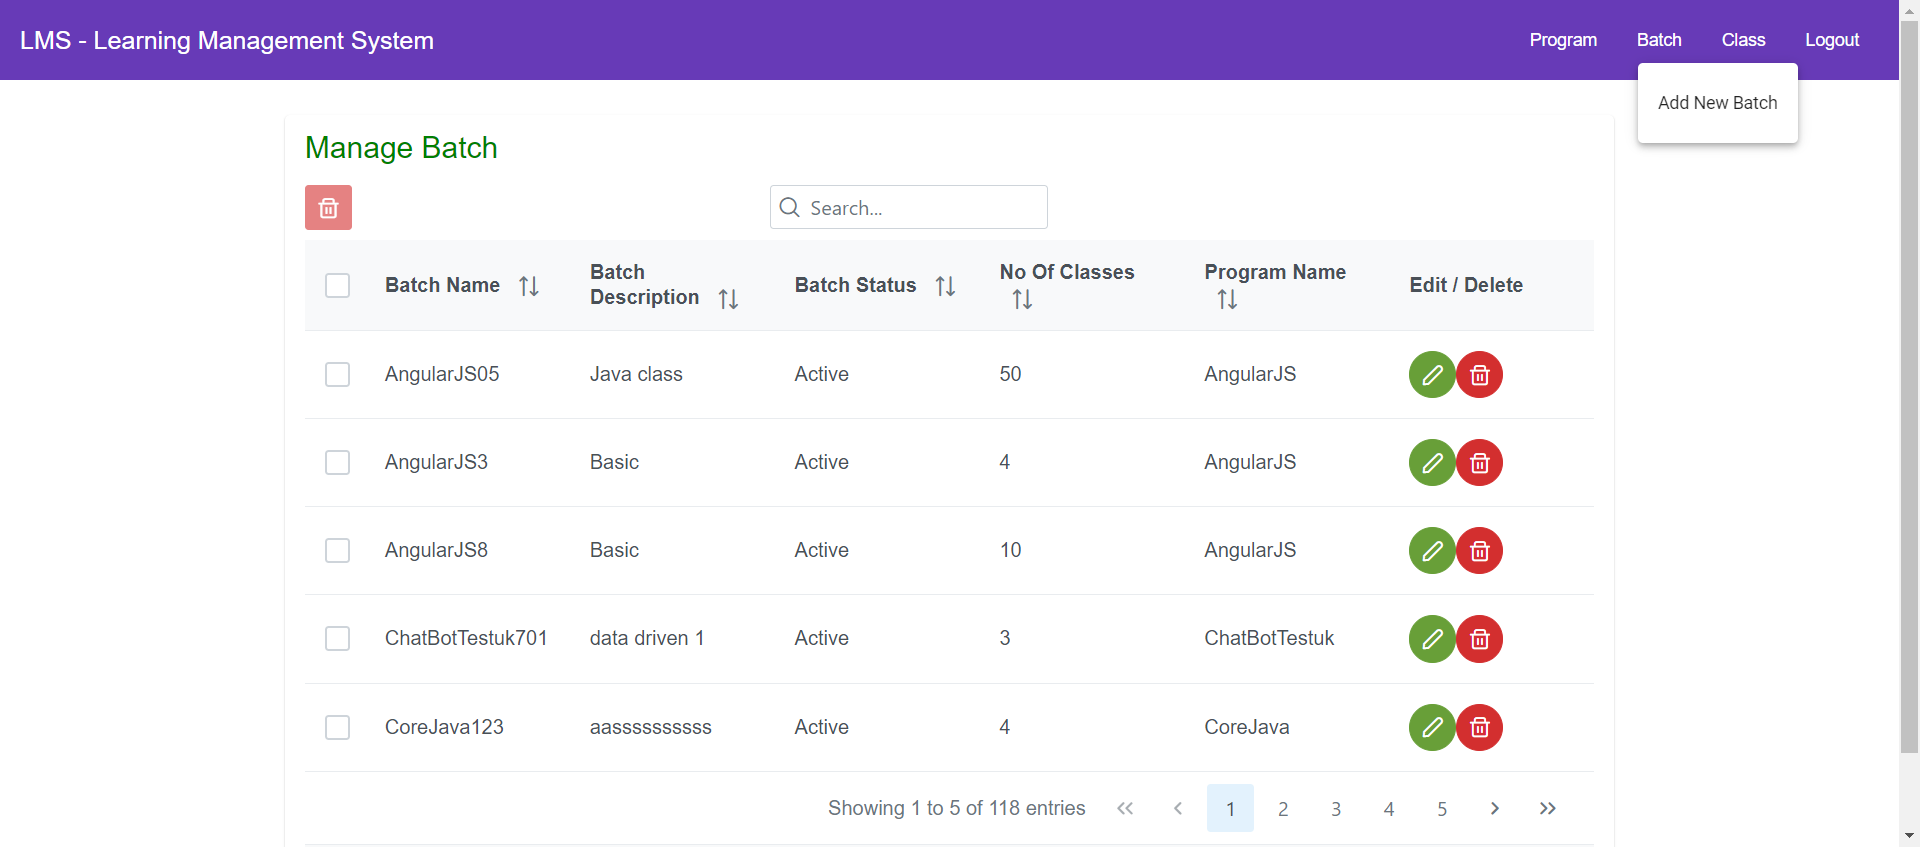 LMS - Learning Management System
Program Batch Class Logout
Add New Batch
Manage Batch
Search...
Batch Name Batch Description Batch Status No Of Classes Program Name Edit / Delete
AngularJS05 Java class Active 50 AngularJS
AngularJS3 Basic Active 4 AngularJS
AngularJS8 Basic Active 10 AngularJS
ChatBotTestuk701 data driven 1 Active 3 ChatBotTestuk
CoreJava123 aassssssssss Active 4 CoreJava
Showing 1 to 5 of 118 entries « ‹ 1 2 3 4 5 › »